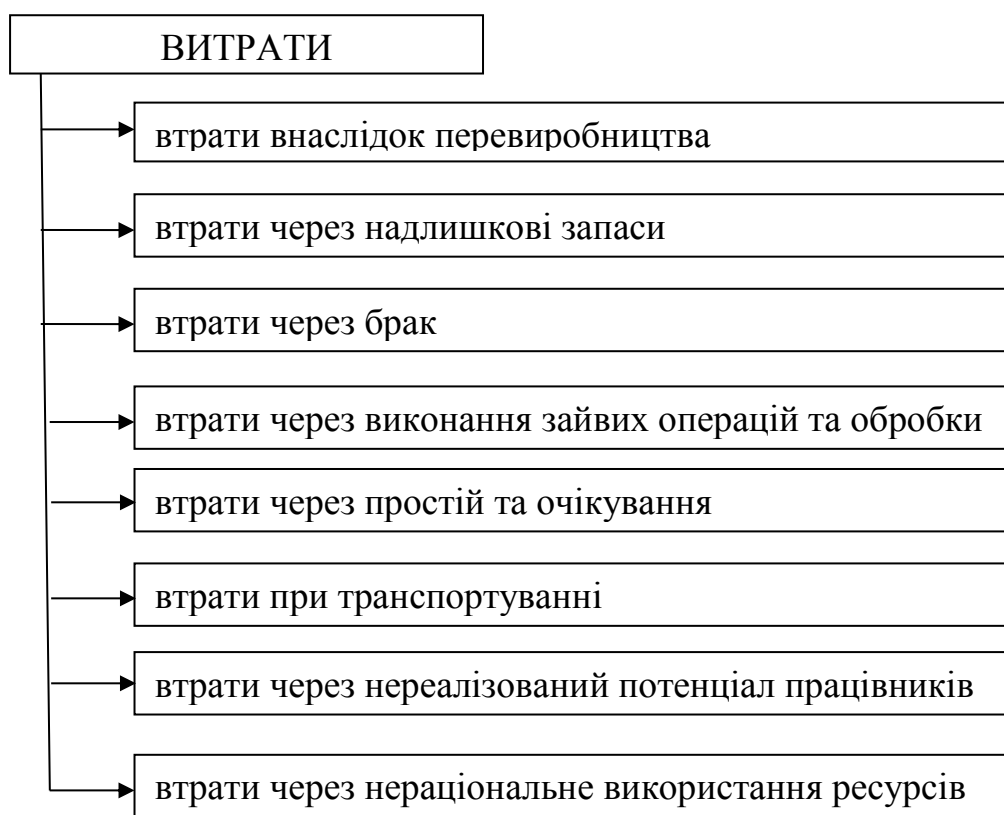 ВИТРАТИ
втрати внаслідок перевиробництва
втрати через надлишкові запаси
втрати через брак
втрати через виконання зайвих операцій та обробки
втрати через простій та очікування
втрати при транспортуванні
втрати через нереалізований потенціал працівників
втрати через нераціональне використання ресурсів